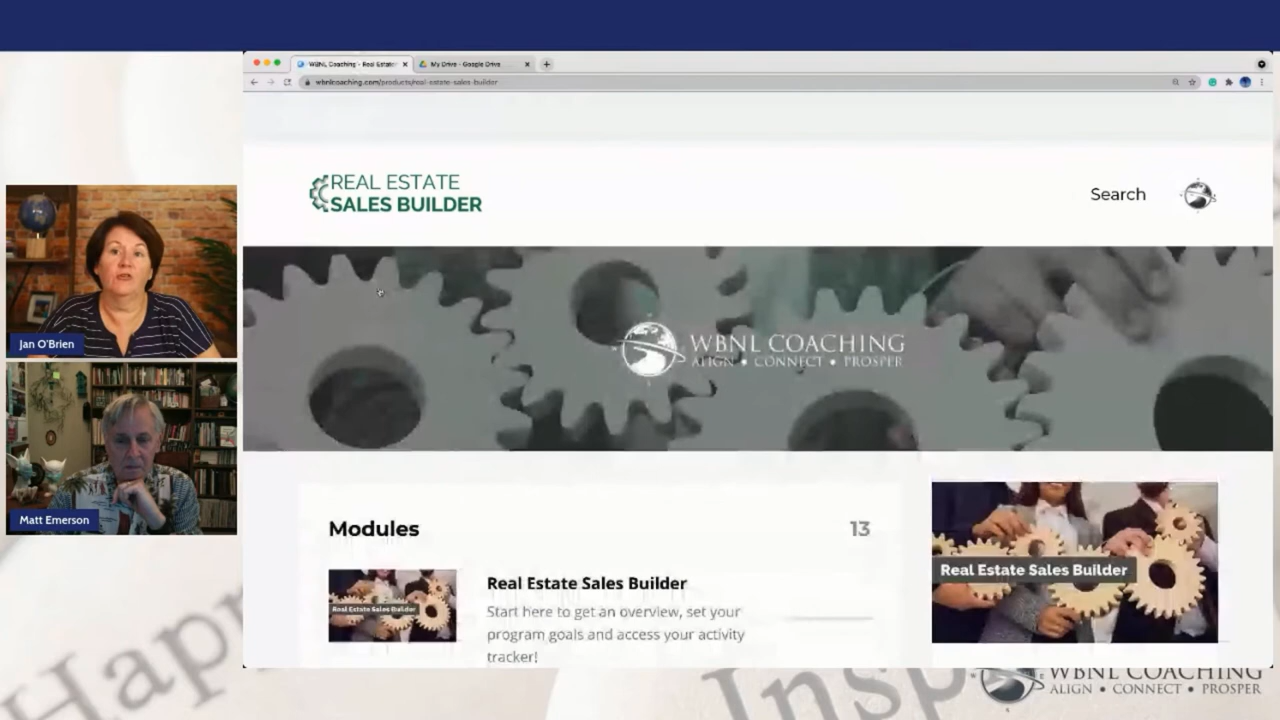 WBNL Coaching - Real Estate
My Drive - Google Drive
wbnlcoaching.com/products/real-estate-sales-builder
REAL ESTATE
SALES BUILDER
Search
WBNL COACHING
ALIGN • CONNECT • PROSPER
Jan O'Brien
Matt Emerson
Modules
13
Real Estate Sales Builder
Start here to get an overview, set your
program goals and access your activity
tracker!
Real Estate Sales Builder
Real Estate Sales Builder
Hap
Insp
WBNL COACHING
ALIGN • CONNECT • PROSPER